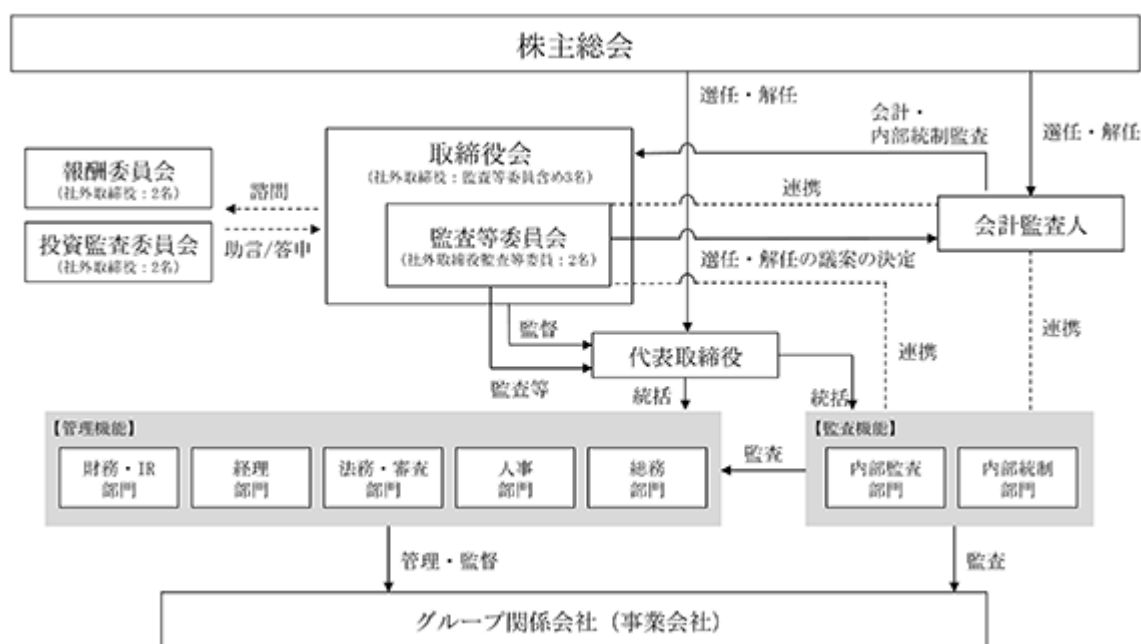 株主総会
選任・解任
会計・
内部統制監査
選任・解任
取締役会
(社外取締役：監査等委員含め3名)
報酬委員会
(社外取締役：2名)
諮問
連携
投資監査委員会
(社外取締役：2名)
助言/答申
監査等委員会
(社外取締役監査等委員：2名)
会計監査人
選任・解任の議案の決定
監督
代表取締役
連携
連携
監査等
統括
統括
【管理機能】
財務・IR
部門
経理
部門
法務・審査
部門
人事
部門
総務
部門
監査
【監査機能】
内部監査
部門
内部統制
部門
管理・監督
監査
グループ関係会社（事業会社）